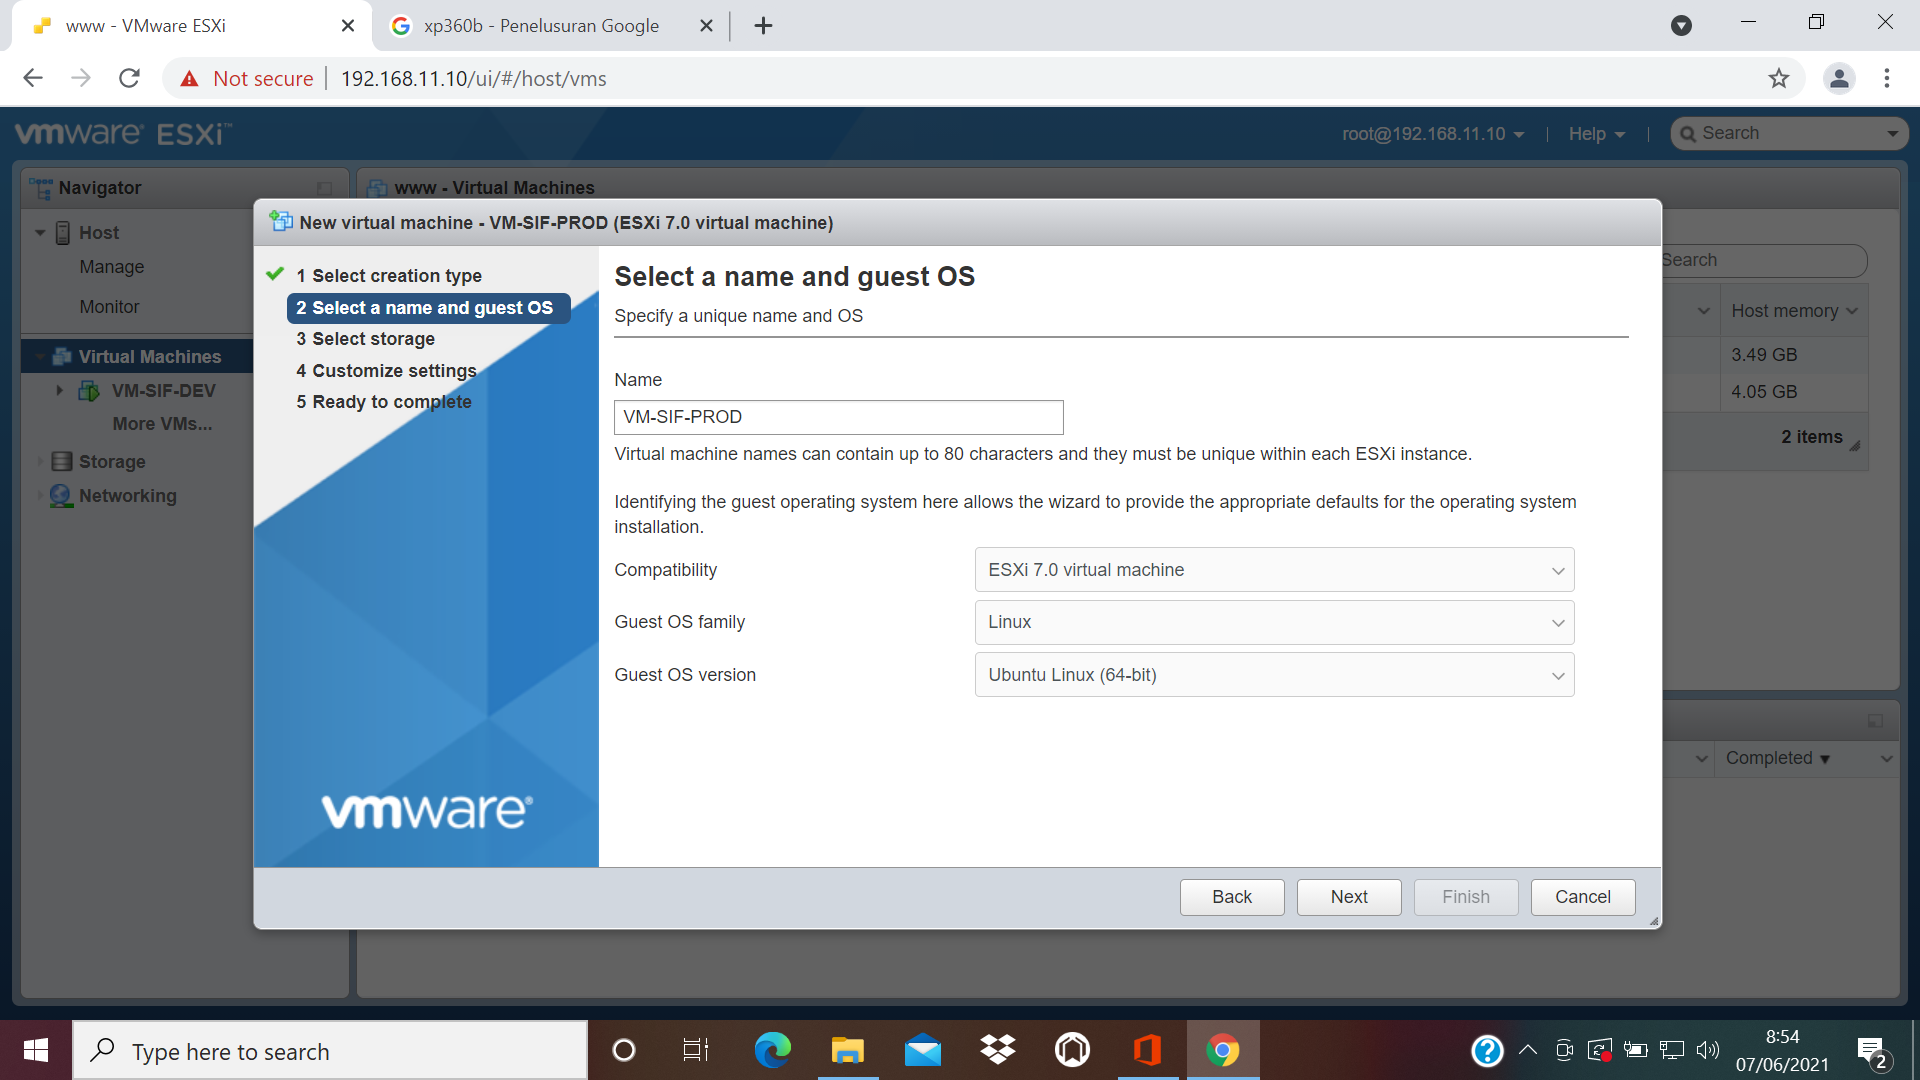 www - VMware ESXi
xp360b - Penelusuran Google
Not secure
192.168.11.10/ui/#/host/vms
vmware® ESXi™
root@192.168.11.10
Help
Search
Navigator
www - Virtual Machines
Host
Manage
Monitor
Virtual Machines
VM-SIF-DEV
More VMs...
Storage
Networking
Search
Host memory
3.49 GB
4.05 GB
2 items
Completed
New virtual machine - VM-SIF-PROD (ESXi 7.0 virtual machine)
1 Select creation type
2 Select a name and guest OS
3 Select storage
4 Customize settings
5 Ready to complete
vmware®
Select a name and guest OS
Specify a unique name and OS
Name
VM-SIF-PROD
Virtual machine names can contain up to 80 characters and they must be unique within each ESXi instance.
Identifying the guest operating system here allows the wizard to provide the appropriate defaults for the operating system
installation.
Compatibility
ESXi 7.0 virtual machine
Guest OS family
Linux
Guest OS version
Ubuntu Linux (64-bit)
Back
Next
Finish
Cancel
Type here to search
8:54
07/06/2021
2